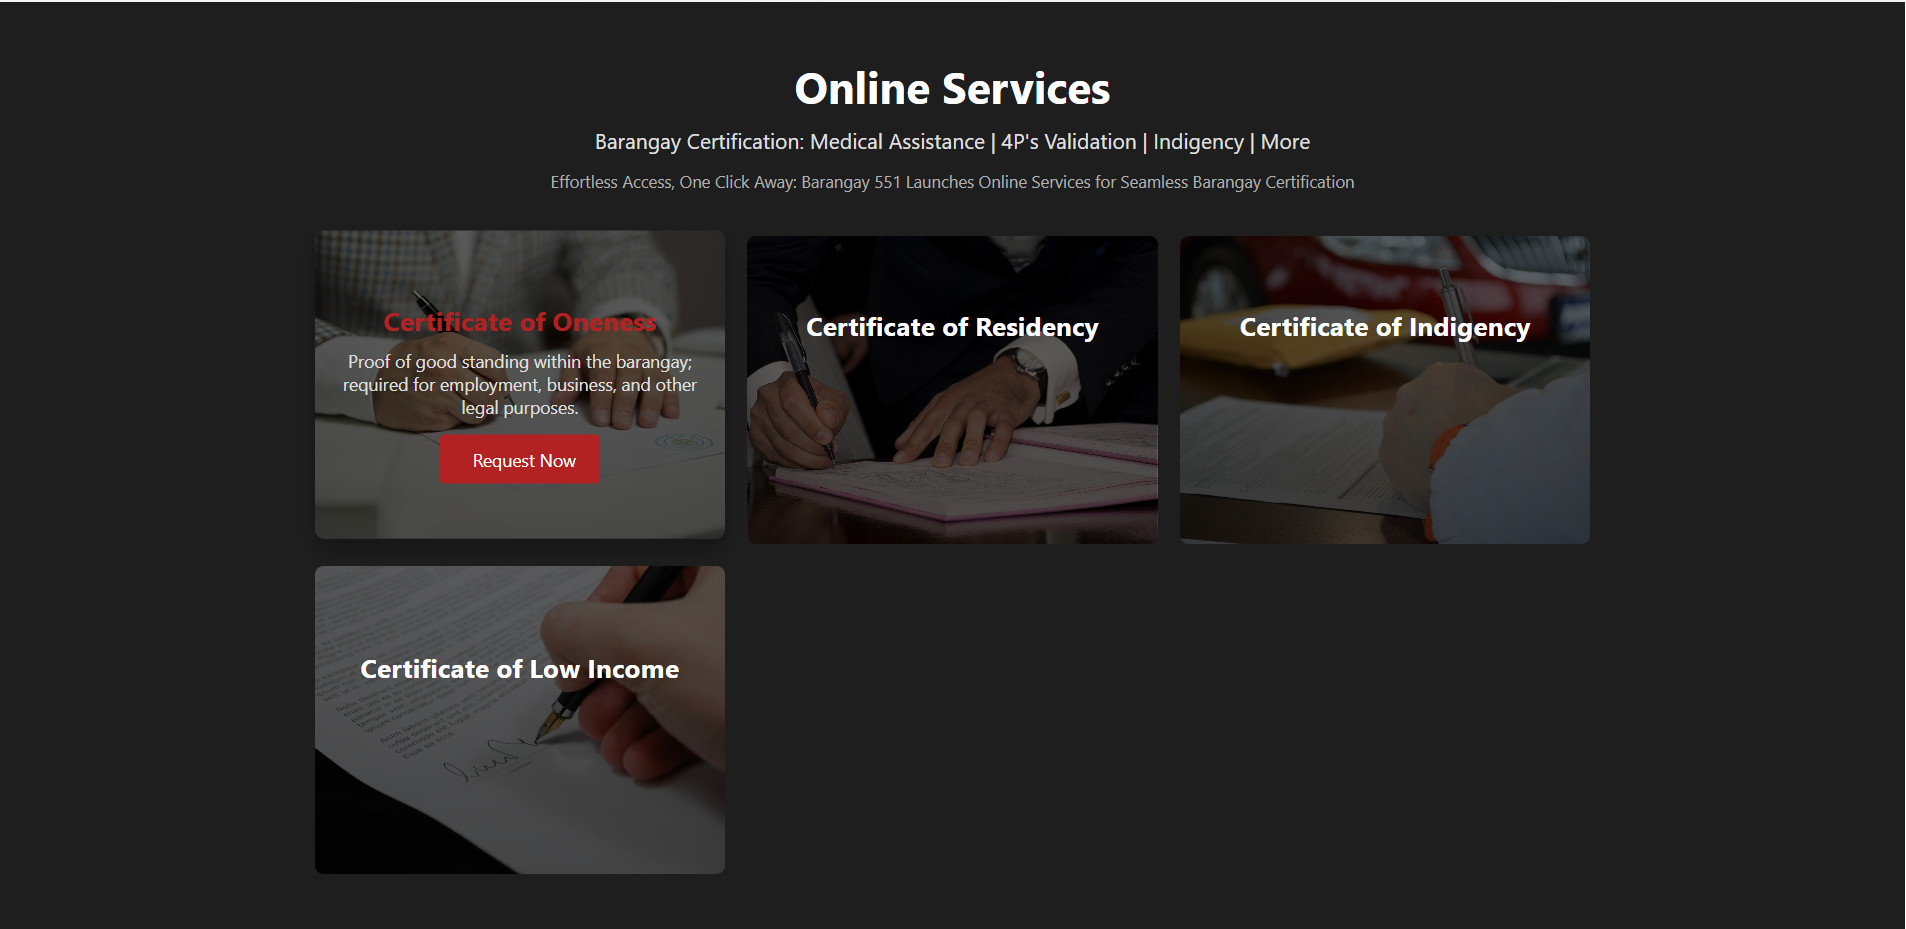 Online Services
Barangay Certification: Medical Assistance | 4P's Validation | Indigency | More
Effortless Access, One Click Away: Barangay 551 Launches Online Services for Seamless Barangay Certification
Certificate of Oneness
Proof of good standing within the barangay;
required for employment, business, and other
legal purposes.
Request Now
Certificate of Residency
Certificate of Indigency
Certificate of Low Income